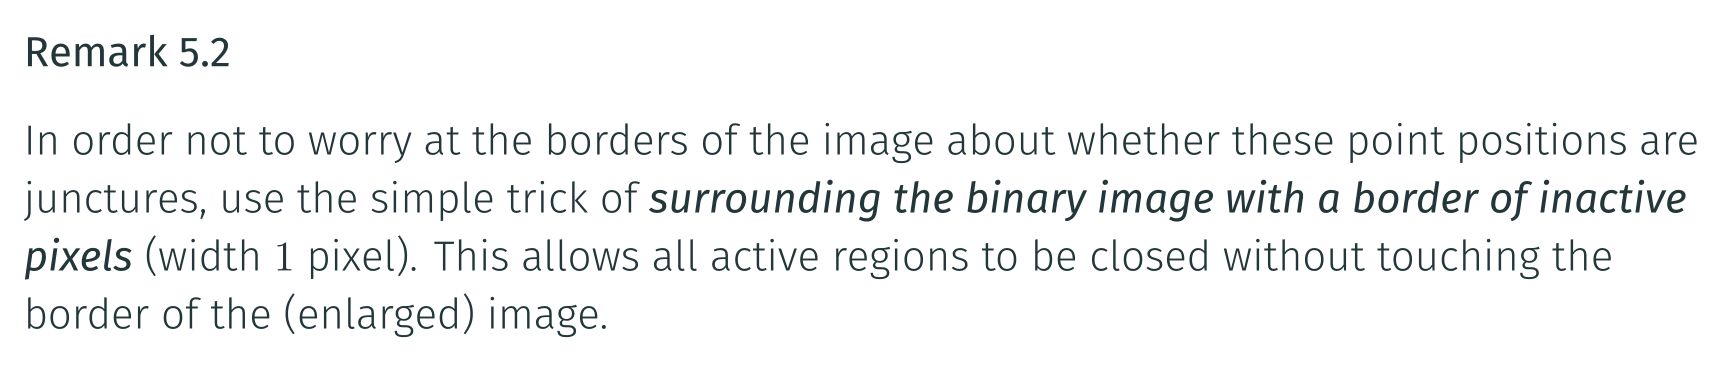 Remark 5.2
In order not to worry at the borders of the image about whether these point positions are
junctures, use the simple trick of surrounding the binary image with a border of inactive
pixels (width 1 pixel). This allows all active regions to be closed without touching the
border of the (enlarged) image.